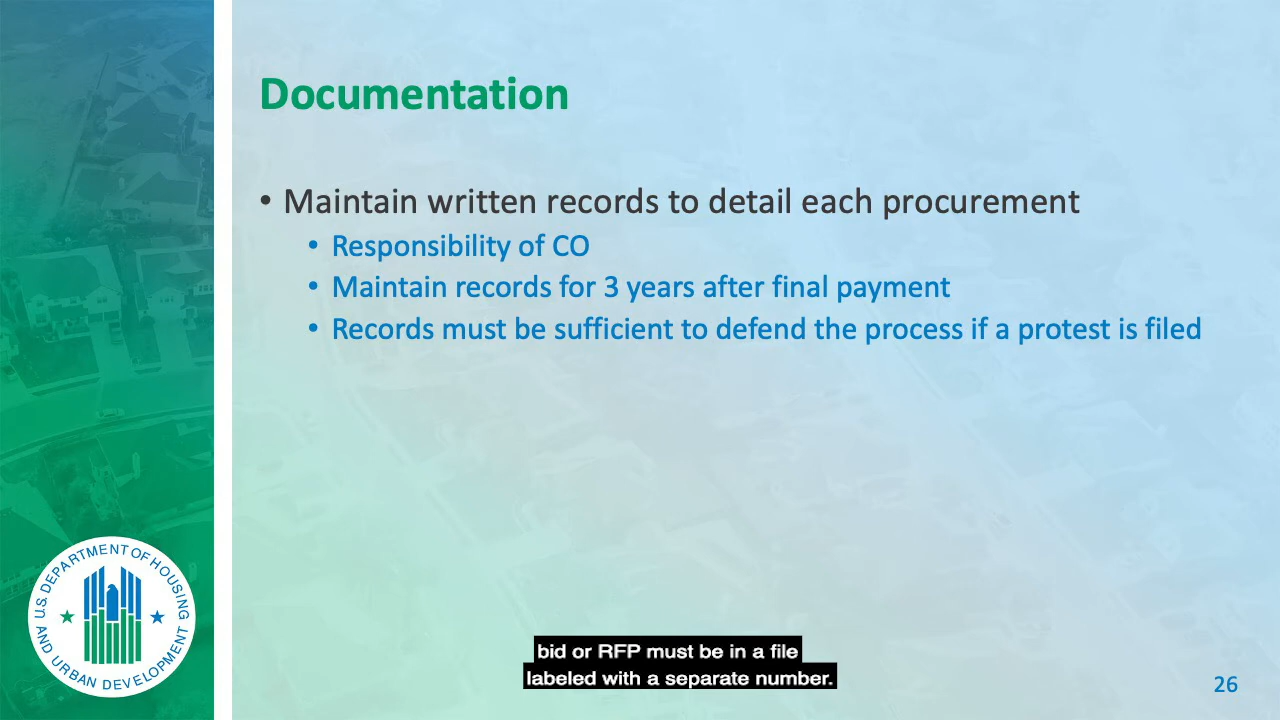 Documentation
• Maintain written records to detail each procurement
• Responsibility of CO
• Maintain records for 3 years after final payment
• Records must be sufficient to defend the process if a protest is filed
U.S. DEPARTMENT OF HOUSING
AND URBAN DEVELOPMENT
bid or RFP must be in a file
labeled with a separate number.
26